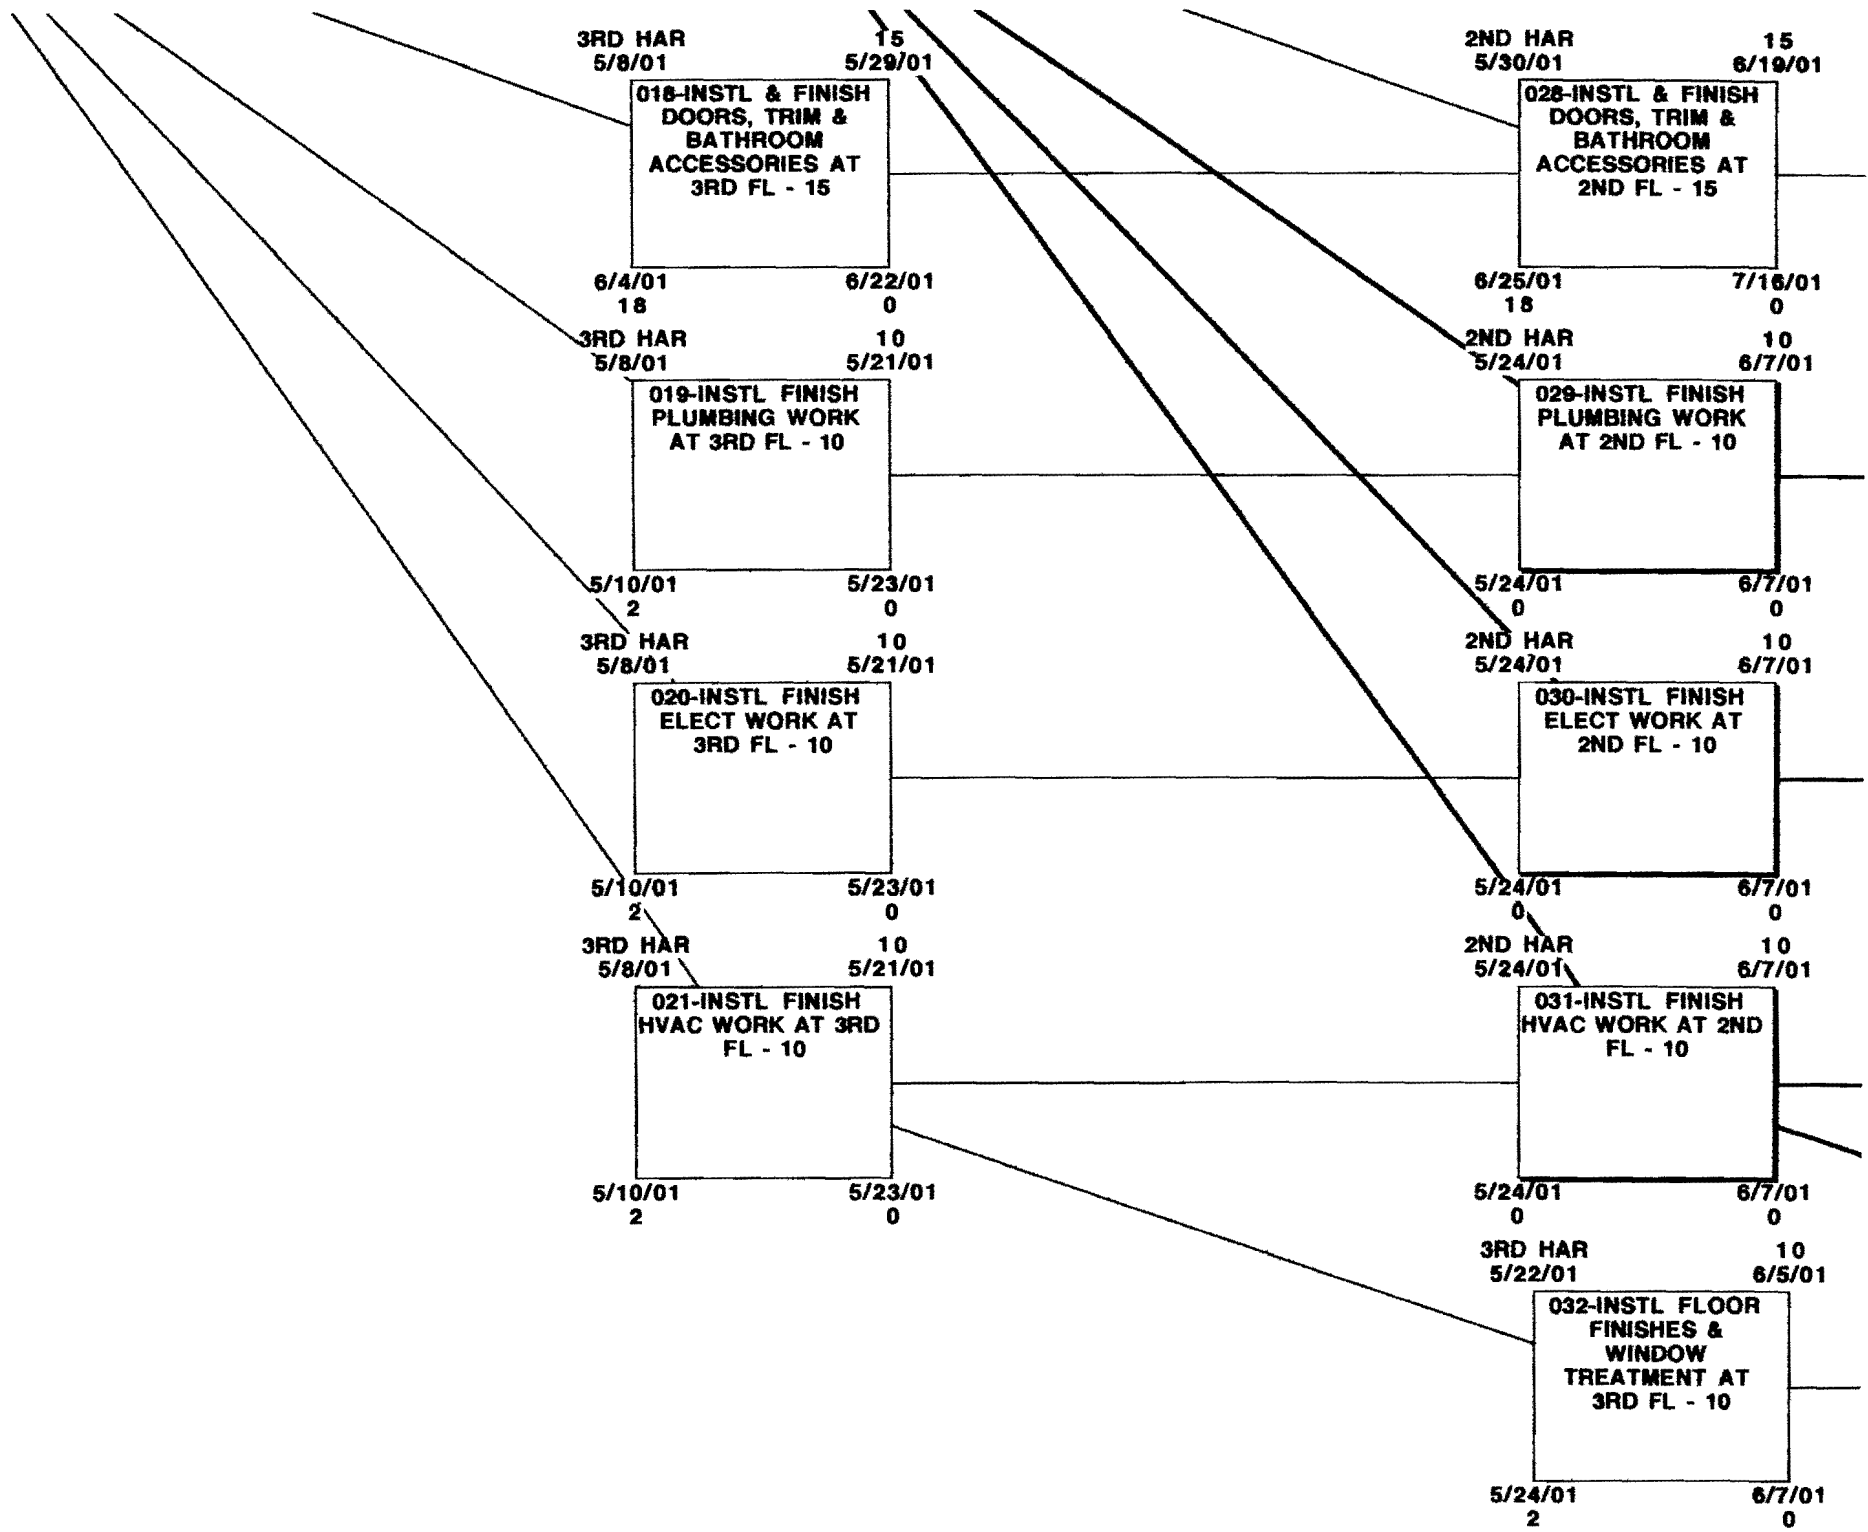 3RD HAR 15
5/8/01 5/29/01
018-INSTL & FINISH
DOORS, TRIM &
BATHROOM
ACCESSORIES AT
3RD FL - 15
6/4/01 6/22/01
18 0
2ND HAR 15
5/30/01 6/19/01
028-INSTL & FINISH
DOORS, TRIM &
BATHROOM
ACCESSORIES AT
2ND FL - 15
6/25/01 7/16/01
18 0
3RD HAR 10
5/8/01 5/21/01
019-INSTL FINISH
PLUMBING WORK
AT 3RD FL - 10
5/10/01 5/23/01
2 0
2ND HAR 10
5/24/01 6/7/01
029-INSTL FINISH
PLUMBING WORK
AT 2ND FL - 10
5/24/01 6/7/01
0 0
3RD HAR 10
5/8/01 5/21/01
020-INSTL FINISH
ELECT WORK AT
3RD FL - 10
5/10/01 5/23/01
2 0
2ND HAR 10
5/24/01 6/7/01
030-INSTL FINISH
ELECT WORK AT
2ND FL - 10
5/24/01 6/7/01
0 0
3RD HAR 10
5/8/01 5/21/01
021-INSTL FINISH
HVAC WORK AT 3RD
FL - 10
5/10/01 5/23/01
2 0
2ND HAR 10
5/24/01 6/7/01
031-INSTL FINISH
HVAC WORK AT 2ND
FL - 10
5/24/01 6/7/01
0 0
3RD HAR 10
5/22/01 6/5/01
032-INSTL FLOOR
FINISHES &
WINDOW
TREATMENT AT
3RD FL - 10
5/24/01 6/7/01
2 0